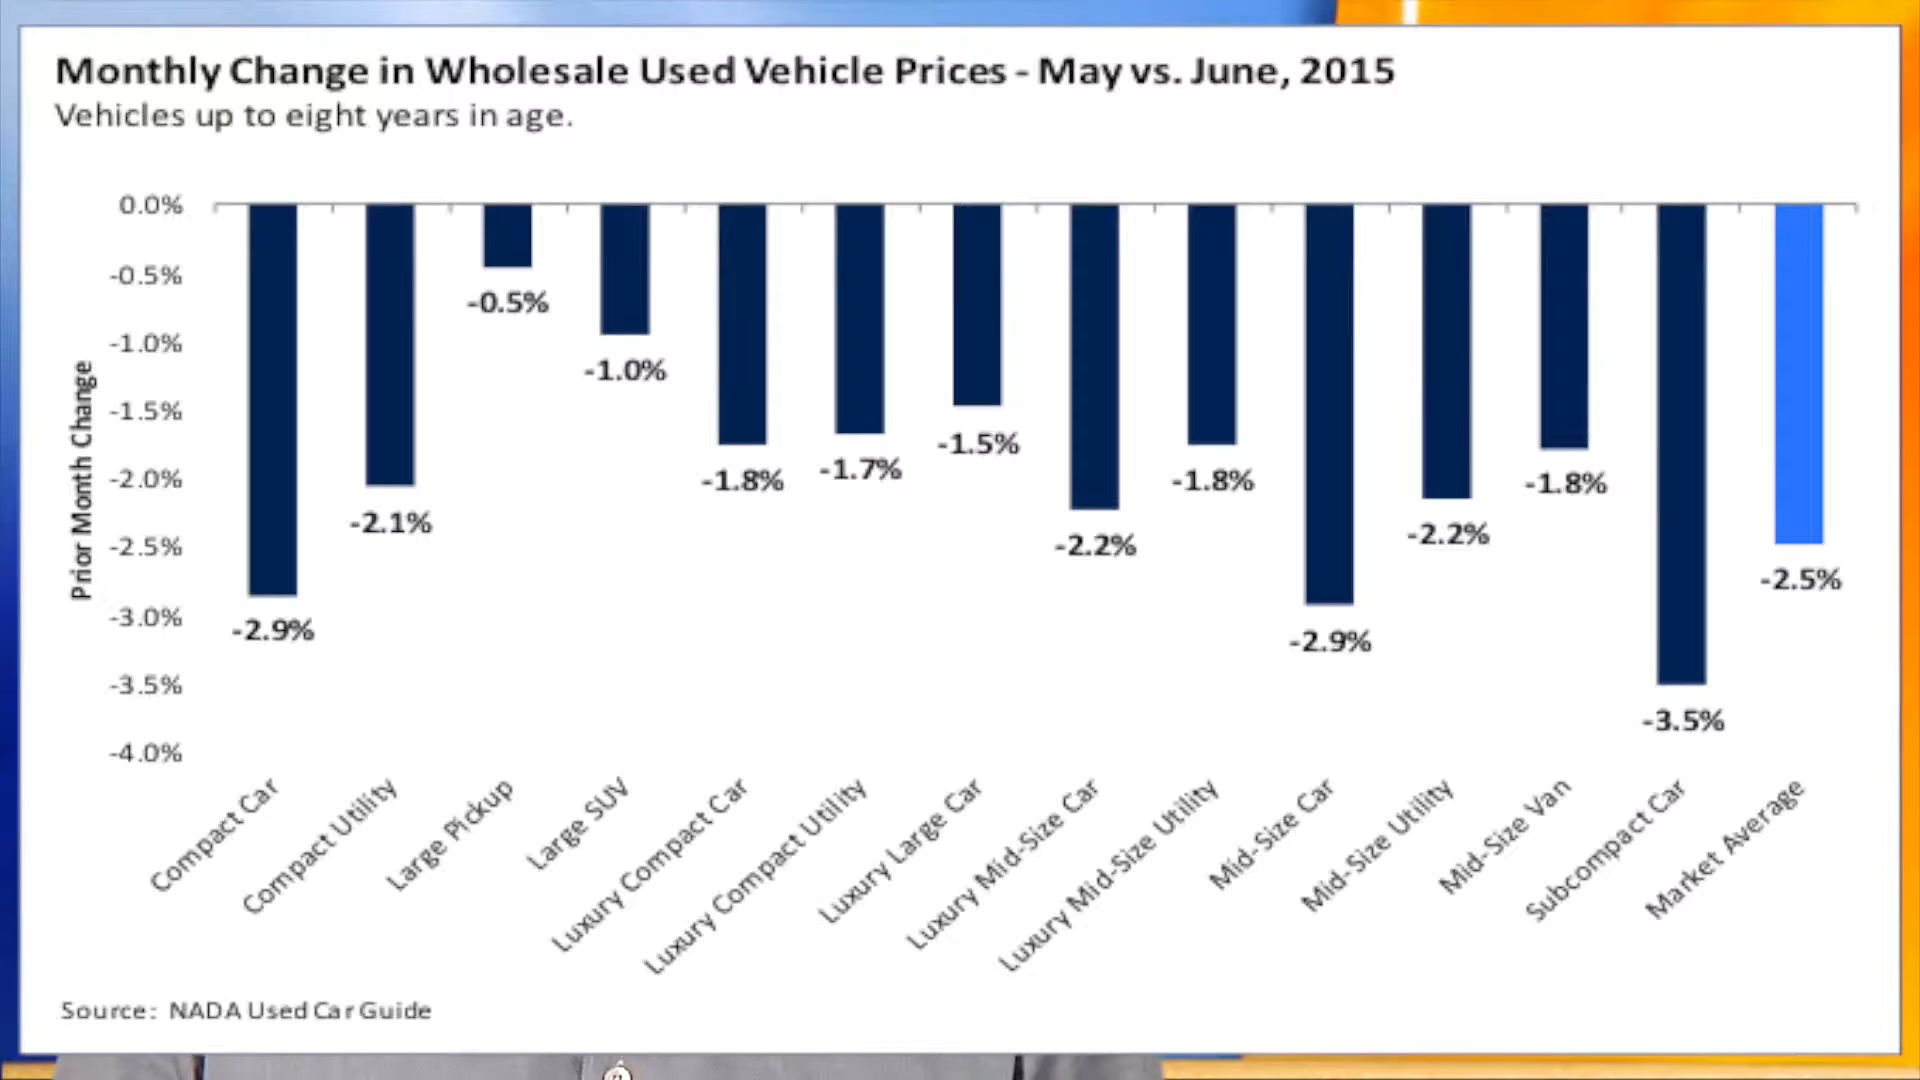 Monthly Change in Wholesale Used Vehicle Prices - May vs. June, 2015
Vehicles up to eight years in age.
Prior Month Change
0.0%
-0.5%
-1.0%
-1.5%
-2.0%
-2.5%
-3.0%
-3.5%
-4.0%
-2.9%
-2.1%
-0.5%
-1.0%
-1.8%
-1.7%
-1.5%
-2.2%
-1.8%
-2.9%
-2.2%
-1.8%
-3.5%
-2.5%
Compact Car
Compact Utility
Large Pickup
Large SUV
Luxury Compact Car
Luxury Compact Utility
Luxury Large Car
Luxury Mid-Size Car
Luxury Mid-Size Utility
Mid-Size Car
Mid-Size Utility
Mid-Size Van
Subcompact Car
Market Average
Source: NADA Used Car Guide